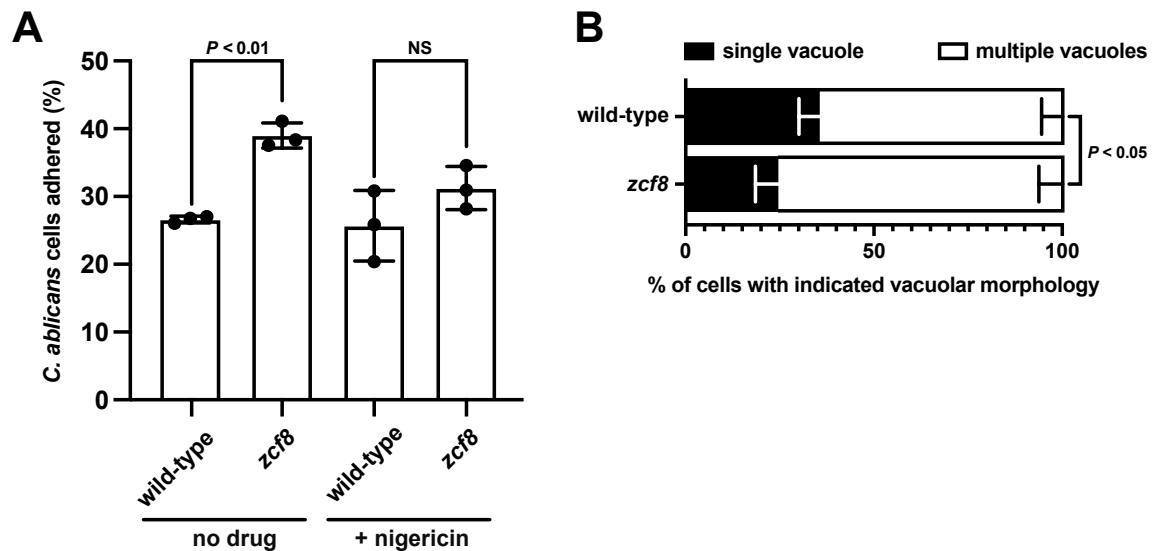 A
C. ablicans cells adhered (%)
50
40
30
20
10
0
P < 0.01
NS
wild-type
zcf8
wild-type
zcf8
no drug
+ nigericin
B
single vacuole
multiple vacuoles
wild-type
zcf8
P < 0.05
0
50
100
% of cells with indicated vacuolar morphology